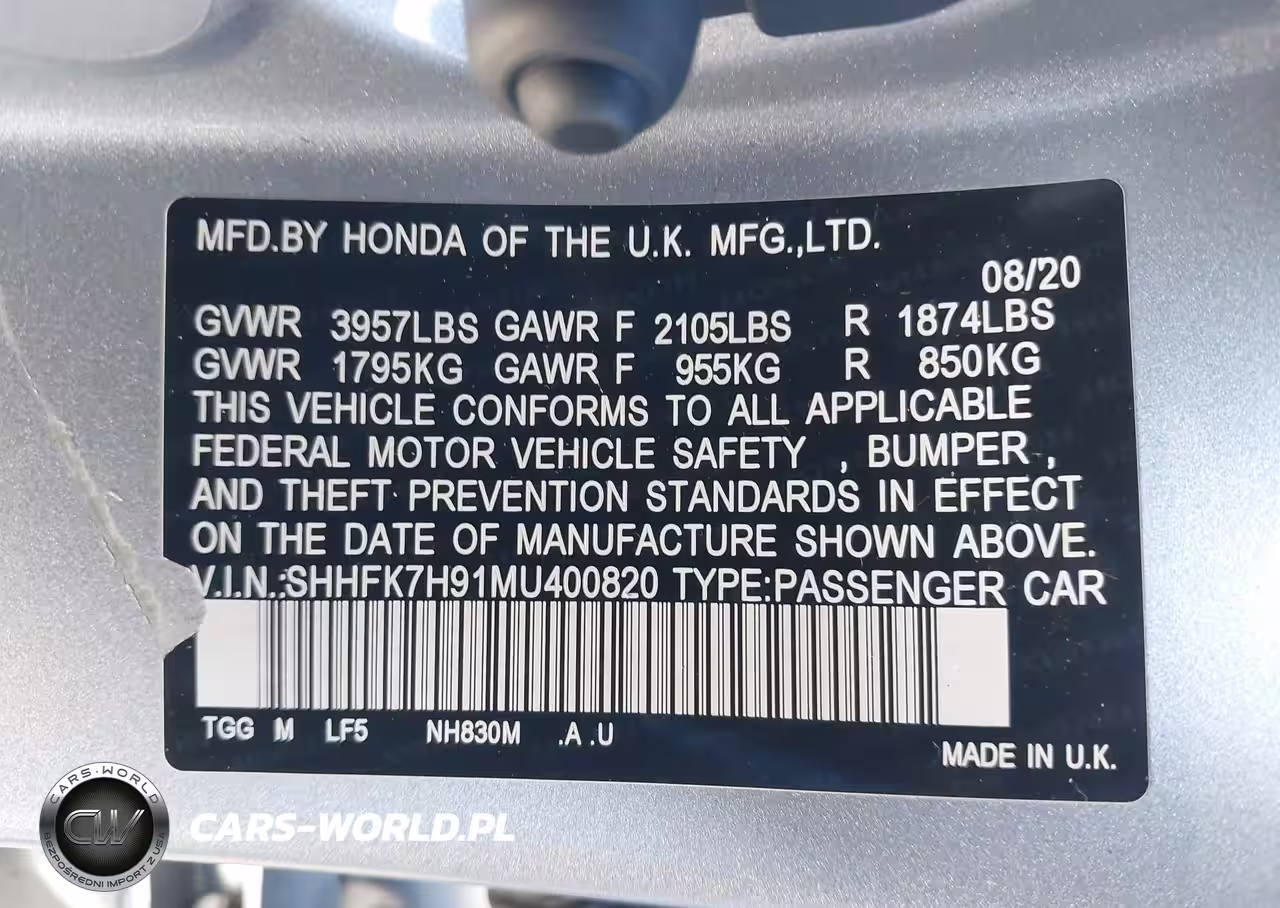 MFD.BY HONDA OF THE U.K. MFG.,LTD.
08/20
GVWR 3957LBS GAWR F 2105LBS R 1874LBS
GVWR 1795KG GAWR F 955KG R 850KG
THIS VEHICLE CONFORMS TO ALL APPLICABLE
FEDERAL MOTOR VEHICLE SAFETY , BUMPER ,
AND THEFT PREVENTION STANDARDS IN EFFECT
ON THE DATE OF MANUFACTURE SHOWN ABOVE.
V.I.N.:SHHFK7H91MU400820 TYPE:PASSENGER CAR
TGG M LF5 NH830M .A .U
MADE IN U.K.
CARS-WORLD
CW
BEZPOŚREDNI IMPORT Z USA
CARS-WORLD.PL